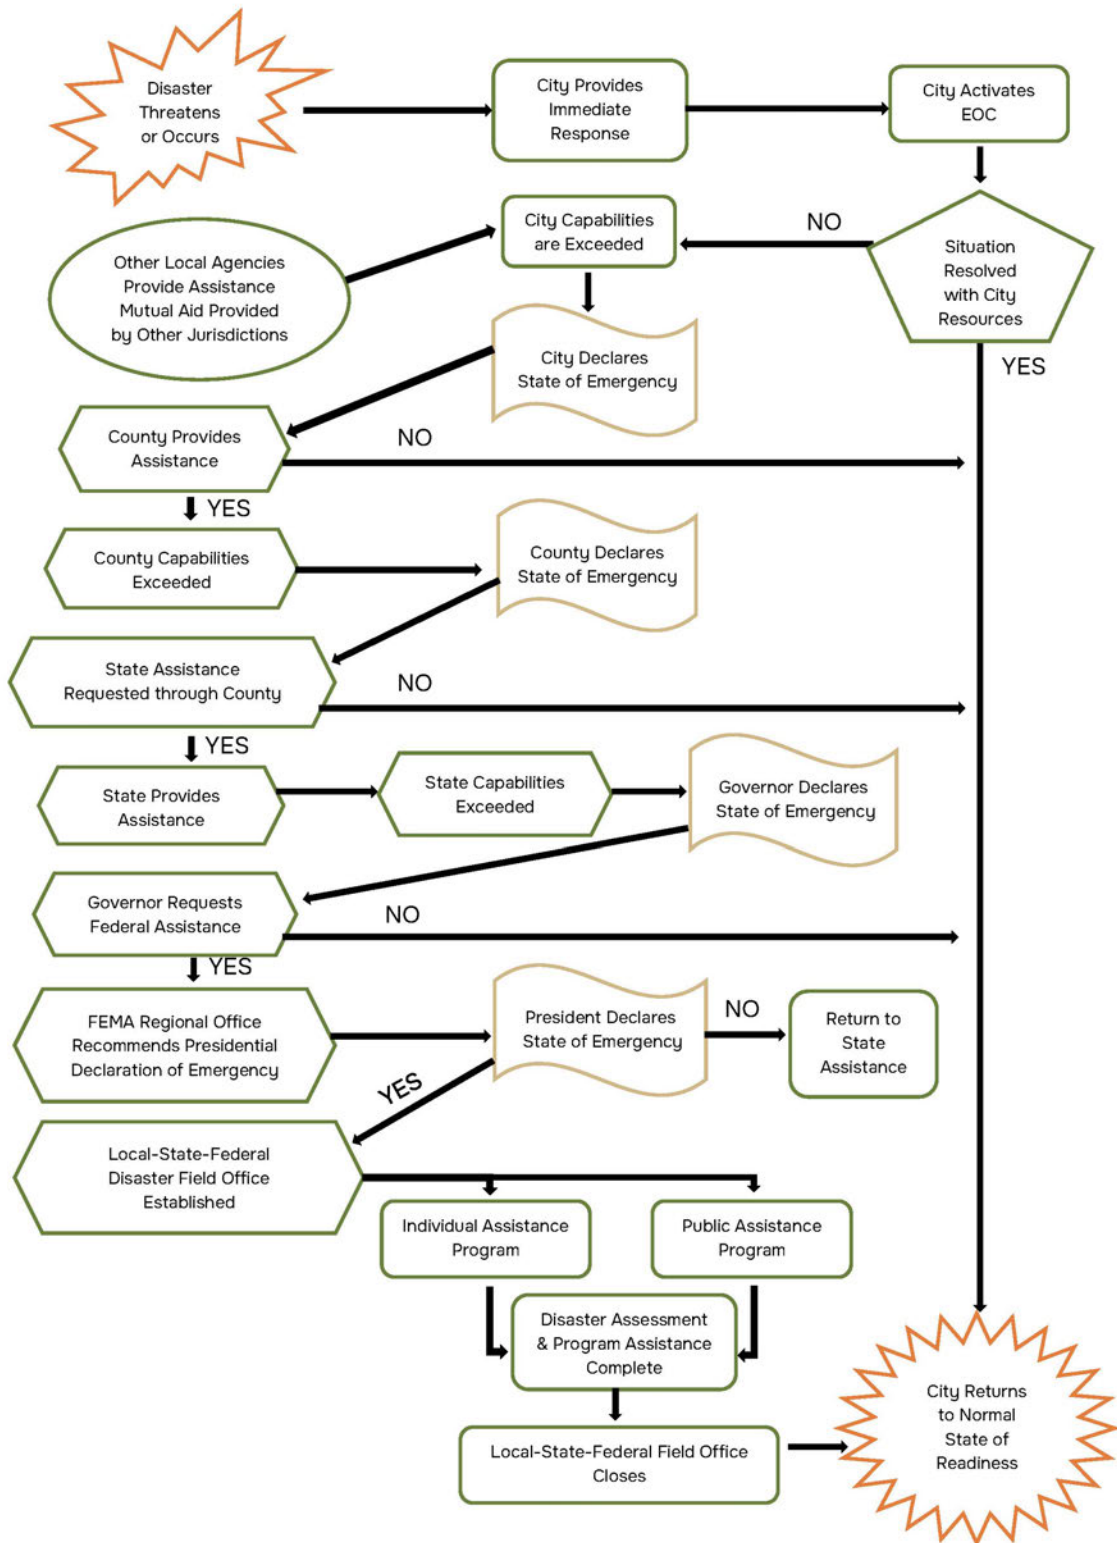 Disaster
Threatens
or Occurs
City Provides
Immediate
Response
City Activates
EOC
City Capabilities
are Exceeded
NO
Situation
Resolved
with City
Resources
Other Local Agencies
Provide Assistance
Mutual Aid Provided
by Other Jurisdictions
YES
City Declares
State of Emergency
County Provides
Assistance
NO
YES
County Capabilities
Exceeded
County Declares
State of Emergency
State Assistance
Requested through County
NO
YES
State Provides
Assistance
State Capabilities
Exceeded
Governor Declares
State of Emergency
Governor Requests
Federal Assistance
NO
YES
FEMA Regional Office
Recommends Presidential
Declaration of Emergency
President Declares
State of Emergency
NO
Return to
State
Assistance
YES
Local-State-Federal
Disaster Field Office
Established
Individual Assistance
Program
Public Assistance
Program
Disaster Assessment
& Program Assistance
Complete
Local-State-Federal Field Office
Closes
City Returns
to Normal
State of
Readiness